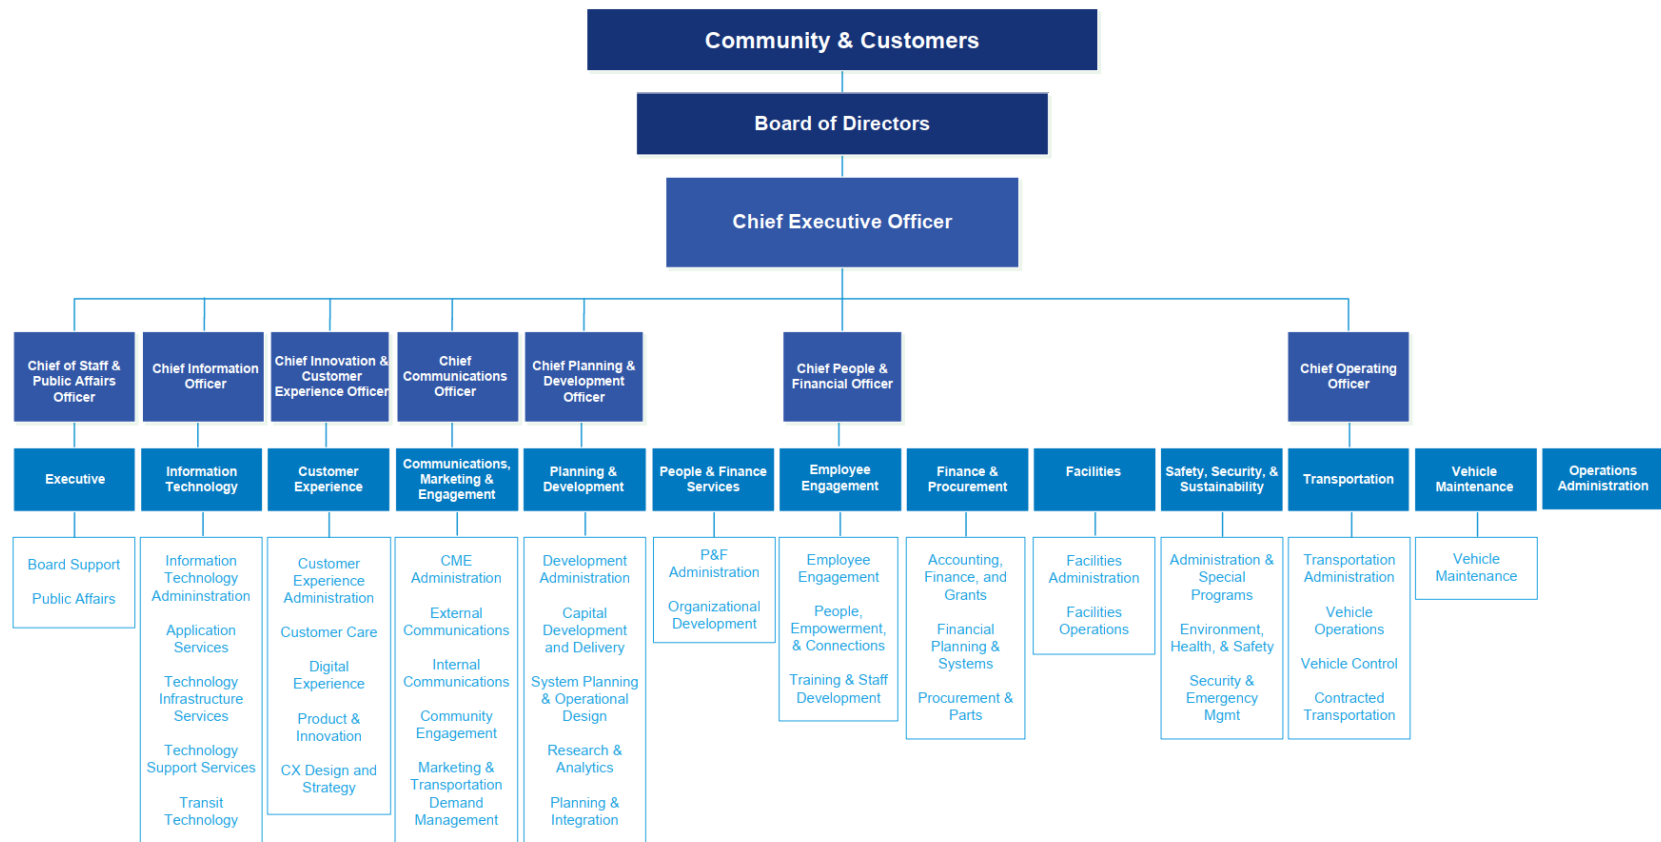 Community & Customers
Board of Directors
Chief Executive Officer
Chief of Staff &
Public Affairs
Officer
Chief Information
Officer
Chief Innovation &
Customer
Experience Officer
Chief
Communications
Officer
Chief Planning &
Development
Officer
Chief People &
Financial Officer
Chief Operating
Officer
Executive
Information
Technology
Customer
Experience
Communications,
Marketing &
Engagement
Planning &
Development
People & Finance
Services
Employee
Engagement
Finance &
Procurement
Facilities
Safety, Security, &
Sustainability
Transportation
Vehicle
Maintenance
Operations
Administration
Board Support
Public Affairs
Information
Technology
Admininstration
Application
Services
Technology
Infrastructure
Services
Technology
Support Services
Transit
Technology
Customer
Experience
Administration
Customer Care
Digital
Experience
Product &
Innovation
CX Design and
Strategy
CME
Administration
External
Communications
Internal
Communications
Community
Engagement
Marketing &
Transportation
Demand
Management
Development
Administration
Capital
Development
and Delivery
System Planning
& Operational
Design
Research &
Analytics
Planning &
Integration
P&F
Administration
Organizational
Development
Employee
Engagement
People,
Empowerment,
& Connections
Training & Staff
Development
Accounting,
Finance, and
Grants
Financial
Planning &
Systems
Procurement &
Parts
Facilities
Administration
Facilities
Operations
Administration &
Special
Programs
Environment,
Health, & Safety
Security &
Emergency
Mgmt
Transportation
Administration
Vehicle
Operations
Vehicle Control
Contracted
Transportation
Vehicle
Maintenance